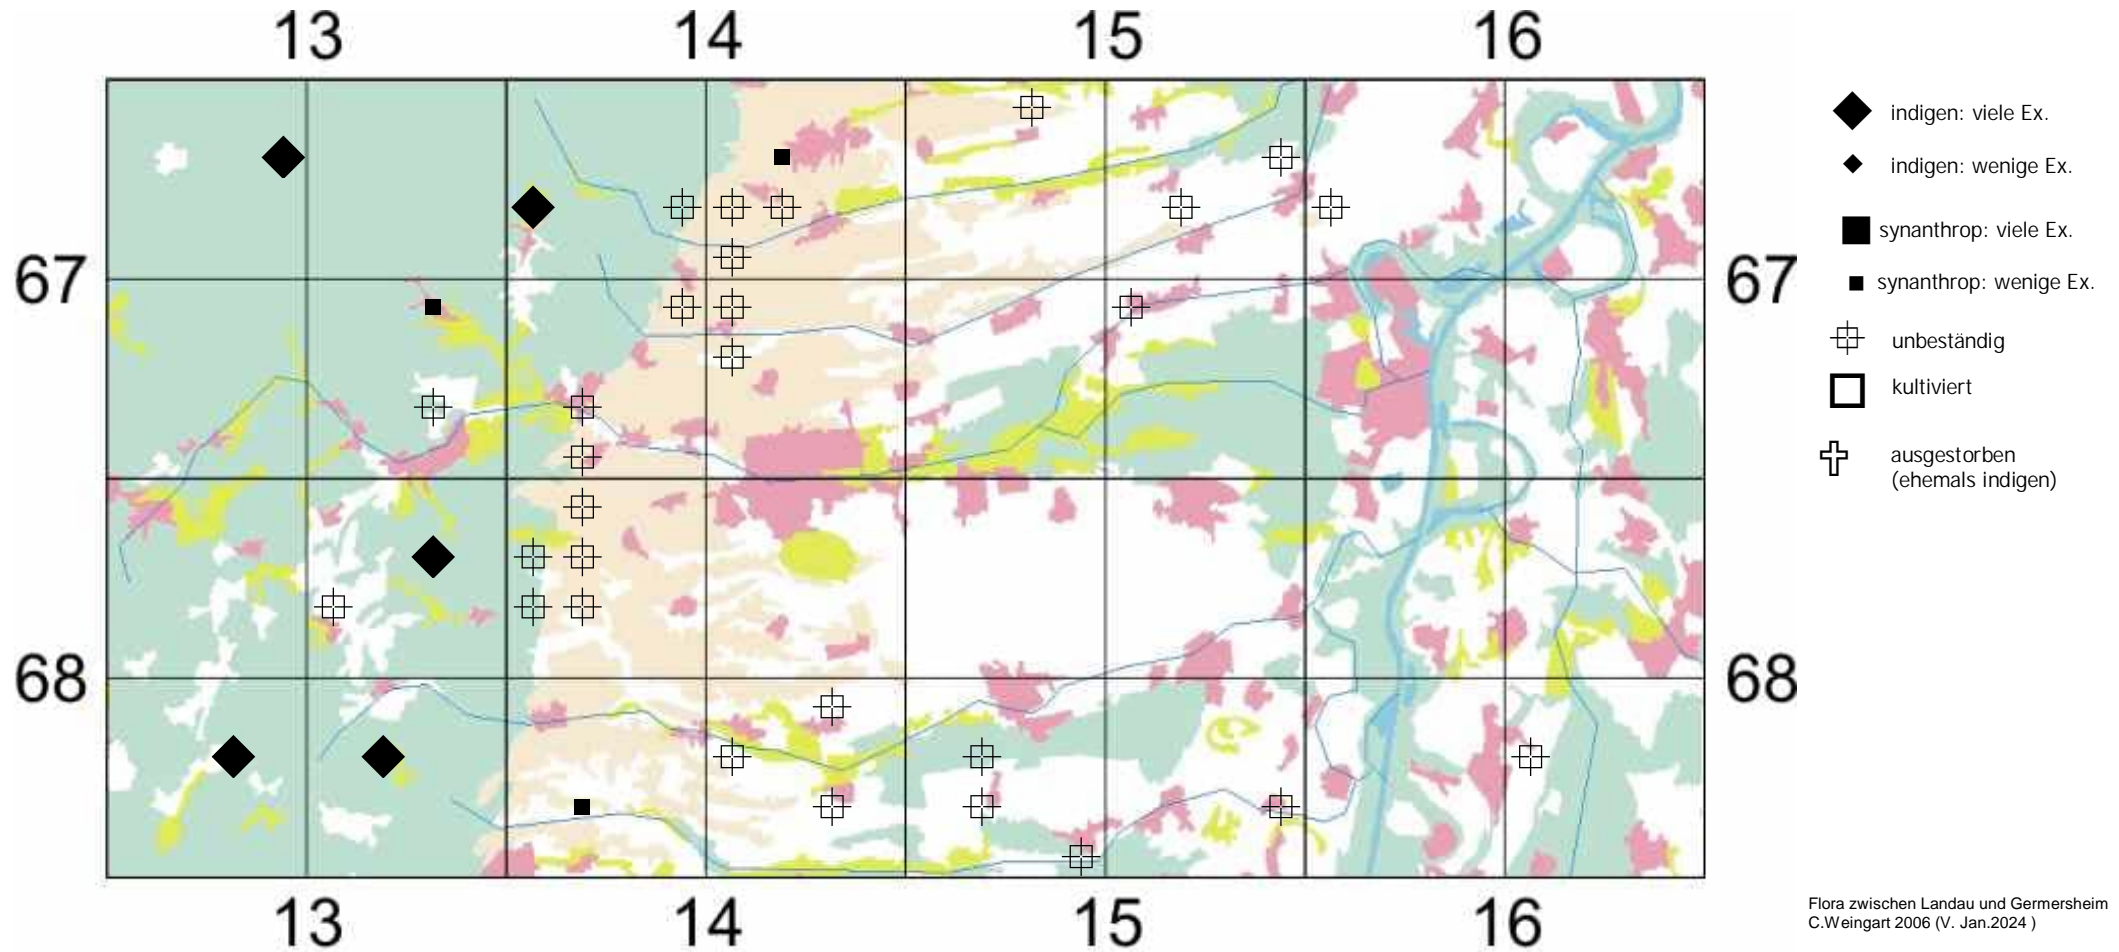 13 14 15 16
67 67
68 68
13 14 15 16
indigen: viele Ex.
indigen: wenige Ex.
synanthrop: viele Ex.
synanthrop: wenige Ex.
unbeständig
kultiviert
ausgestorben
(ehemals indigen)
Flora zwischen Landau und Germersheim
C.Weingart 2006 (V. Jan.2024 )